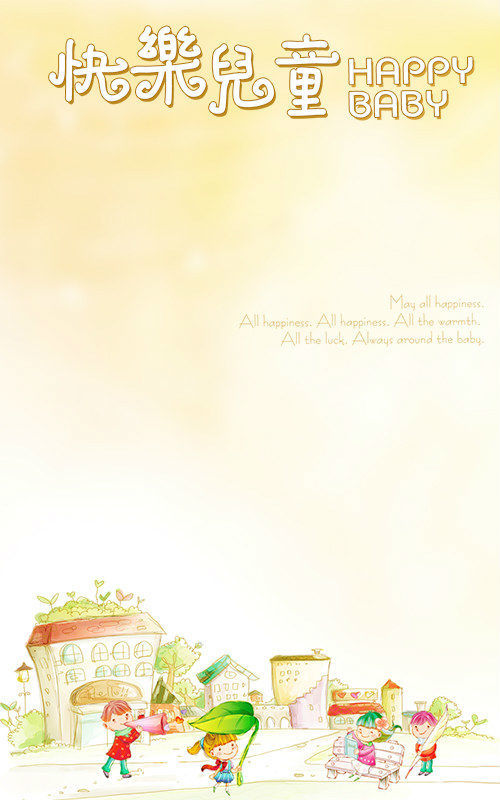 快樂兒童 HAPPY
BABY
May all happiness.
All happiness. All happiness. All the warmth.
All the luck. Always around the baby.
Hello!!